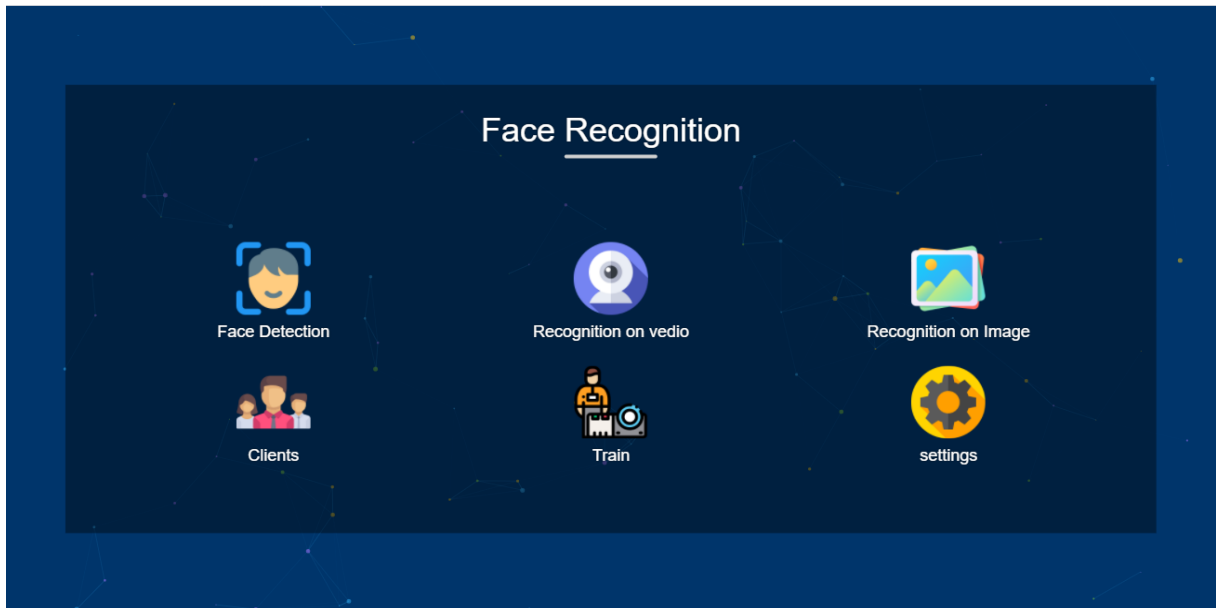 Face Recognition
Face Detection
Recognition on vedio
Recognition on Image
Clients
Train
settings